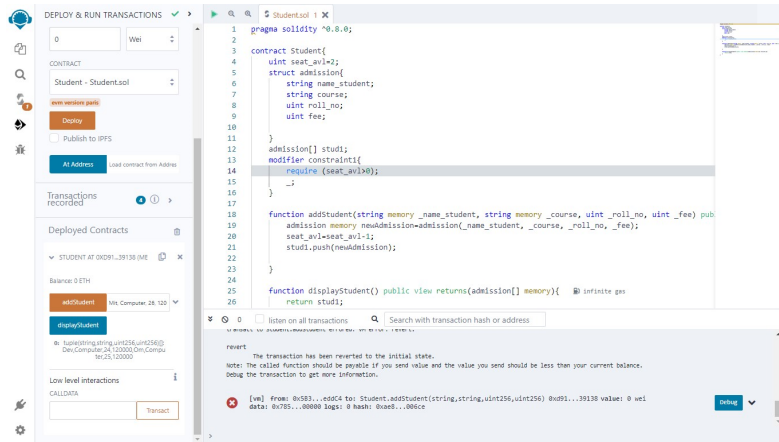 DEPLOY & RUN TRANSACTIONS
0
Wei
CONTRACT
Student - Student.sol
evm version: paris
Deploy
Publish to IPFS
At Address
Load contract from Addres
Transactions recorded
4
Deployed Contracts
STUDENT AT 0XD91...39138 (ME
Balance: 0 ETH
addStudent
Mit, Computer, 26, 120
displayStudent
0: tuple(string,string,uint256,uint256)[]:
Dev,Computer,24,120000,Om,Compu
ter,25,120000
Low level interactions
i
CALLDATA
Transact
Student.sol 1
1 pragma solidity ^0.8.0;
2
3 contract Student{
4 uint seat_avl=2;
5 struct admission{
6 string name_student;
7 string course;
8 uint roll_no;
9 uint fee;
10
11 }
12 admission[] stud1;
13 modifier constraint1{
14 require (seat_avl>0);
15 _;
16 }
17
18 function addStudent(string memory _name_student, string memory _course, uint _roll_no, uint _fee) pub
19 admission memory newAdmission=admission(_name_student, _course, _roll_no, _fee);
20 seat_avl=seat_avl-1;
21 stud1.push(newAdmission);
22
23 }
24
25 function displayStudent() public view returns(admission[] memory){ infinite gas
26 return stud1;
0
listen on all transactions
Search with transaction hash or address
transact to Student.addStudent errored: VM error: revert.
revert
The transaction has been reverted to the initial state.
Note: The called function should be payable if you send value and the value you send should be less than your current balance.
Debug the transaction to get more information.
[vm] from: 0x5B3...eddC4 to: Student.addStudent(string,string,uint256,uint256) 0xd91...39138 value: 0 wei
data: 0x785...00000 logs: 0 hash: 0xae8...006ce
Debug
>